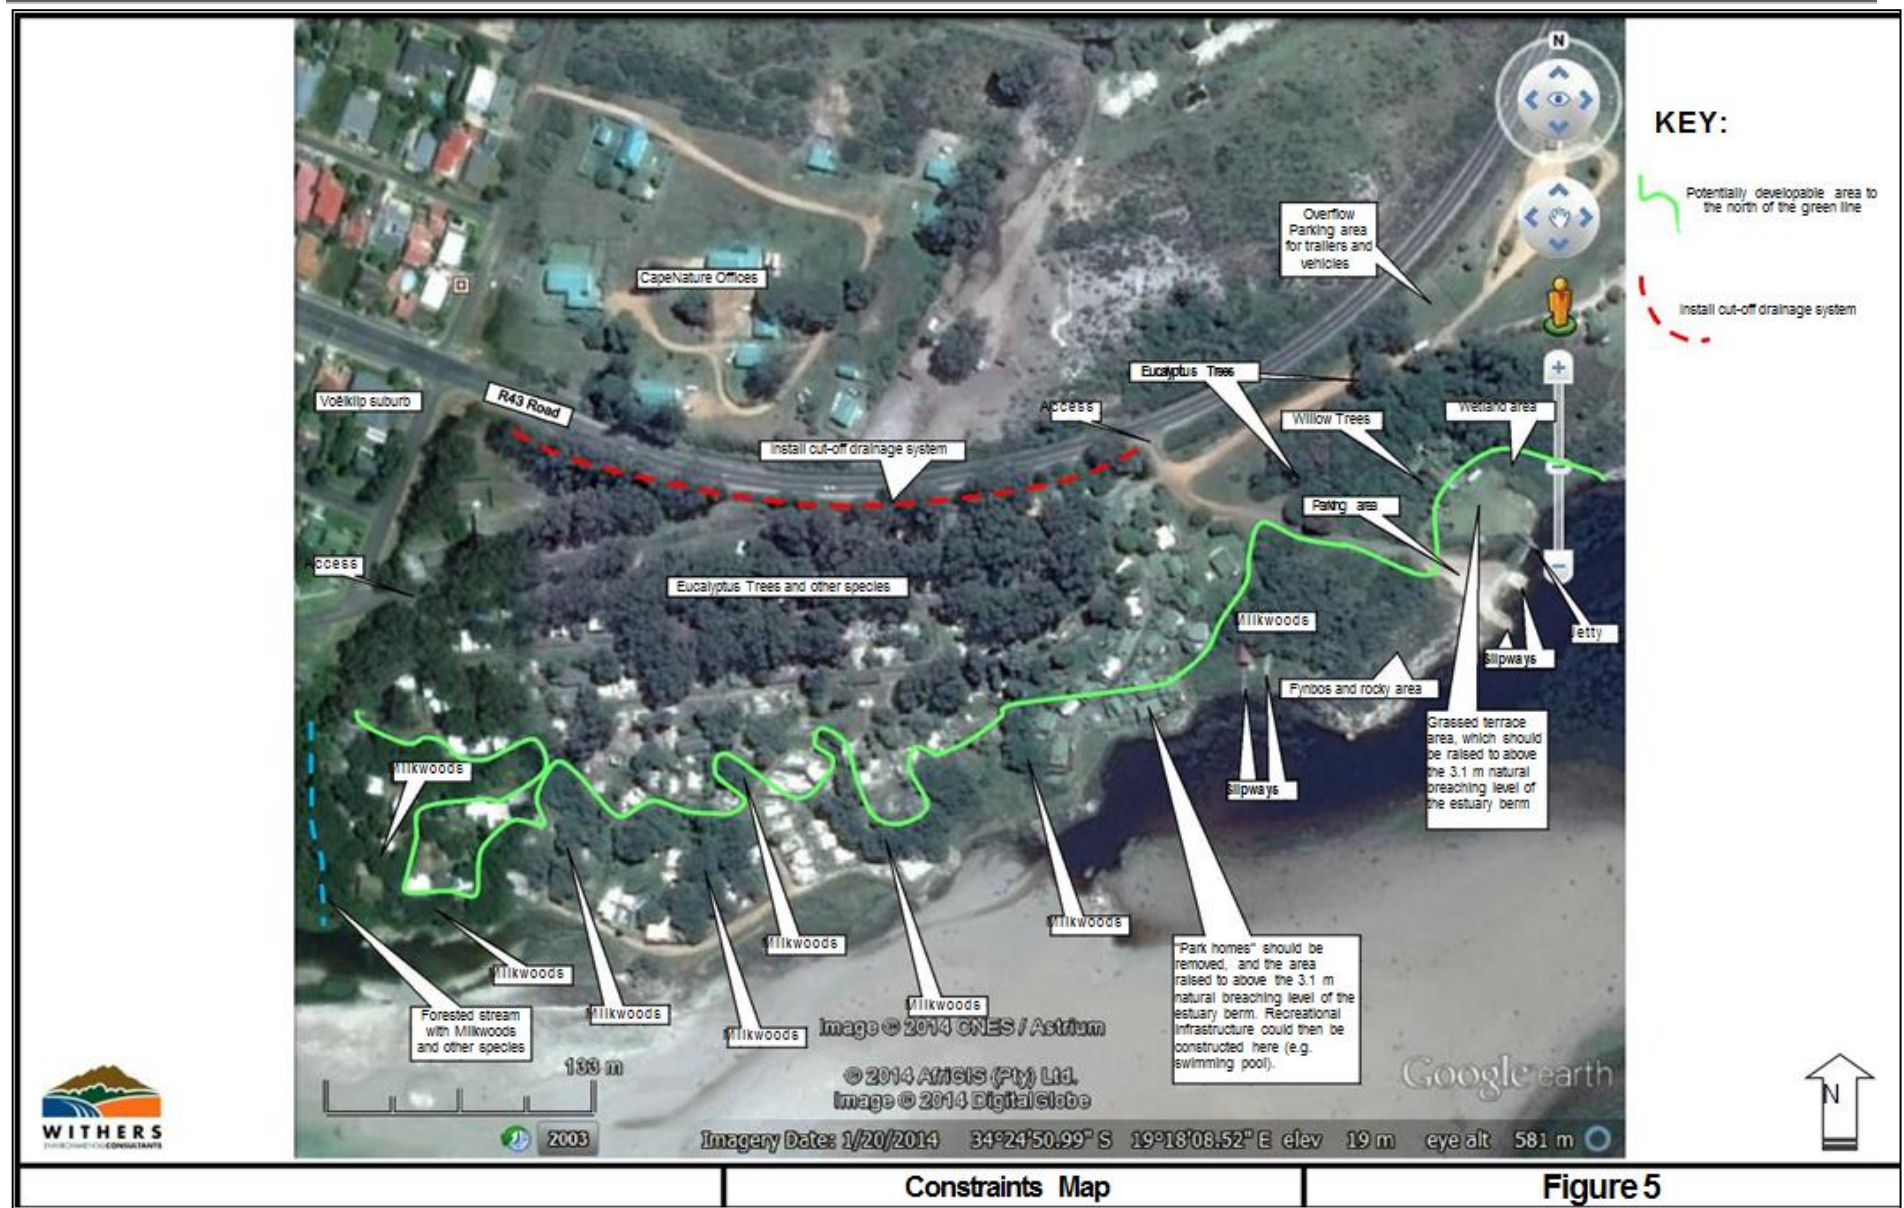 N
KEY:
Potentially developable area to
the north of the green line
Install cut-off drainage system
Overflow
Parking area
for trailers and
vehicles
CapeNature Offices
Voëlklip suburb
R43 Road
Eucalyptus Trees
Access
Willow Trees
Wetland area
Install cut-off drainage system
Parking area
Access
Eucalyptus Trees and other species
Milkwoods
Jetty
Slipways
Fynbos and rocky area
Grassed terrace
area, which should
be raised to above
the 3.1 m natural
breaching level of
the estuary berm
Milkwoods
Slipways
Milkwoods
Milkwoods
Milkwoods
Milkwoods
Milkwoods
Milkwoods
"Park homes" should be
removed, and the area
raised to above the 3.1 m
natural breaching level of the
estuary berm. Recreational
Infrastructure could then be
constructed here (e.g.
swimming pool).
Forested stream
with Milkwoods
and other species
Image © 2014 CNES / Astrium
133 m
© 2014 AfriGIS (Pty) Ltd.
Image © 2014 DigitalGlobe
Google earth
N
WITHERS
ENVIRONMENTAL CONSULTANTS
2003
Imagery Date: 1/20/2014 34°24'50.99" S 19°18'08.52" E elev 19 m eye alt 581 m
Constraints Map
Figure 5